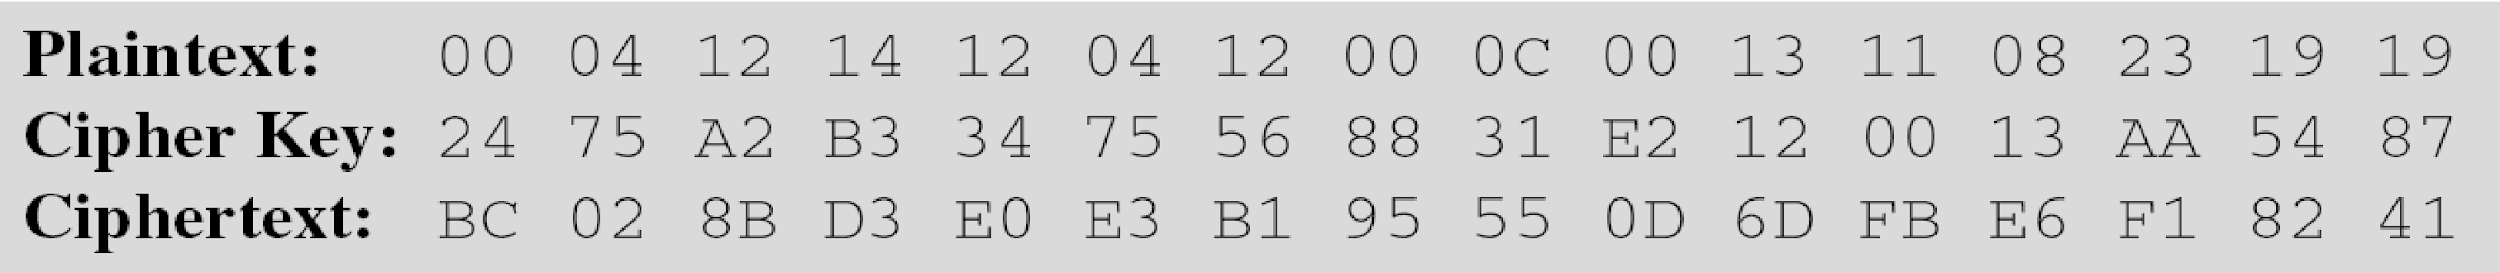 Plaintext: 00 04 12 14 12 04 12 00 0C 00 13 11 08 23 19 19
Cipher Key: 24 75 A2 B3 34 75 56 88 31 E2 12 00 13 AA 54 87
Ciphertext: BC 02 8B D3 E0 E3 B1 95 55 0D 6D FB E6 F1 82 41